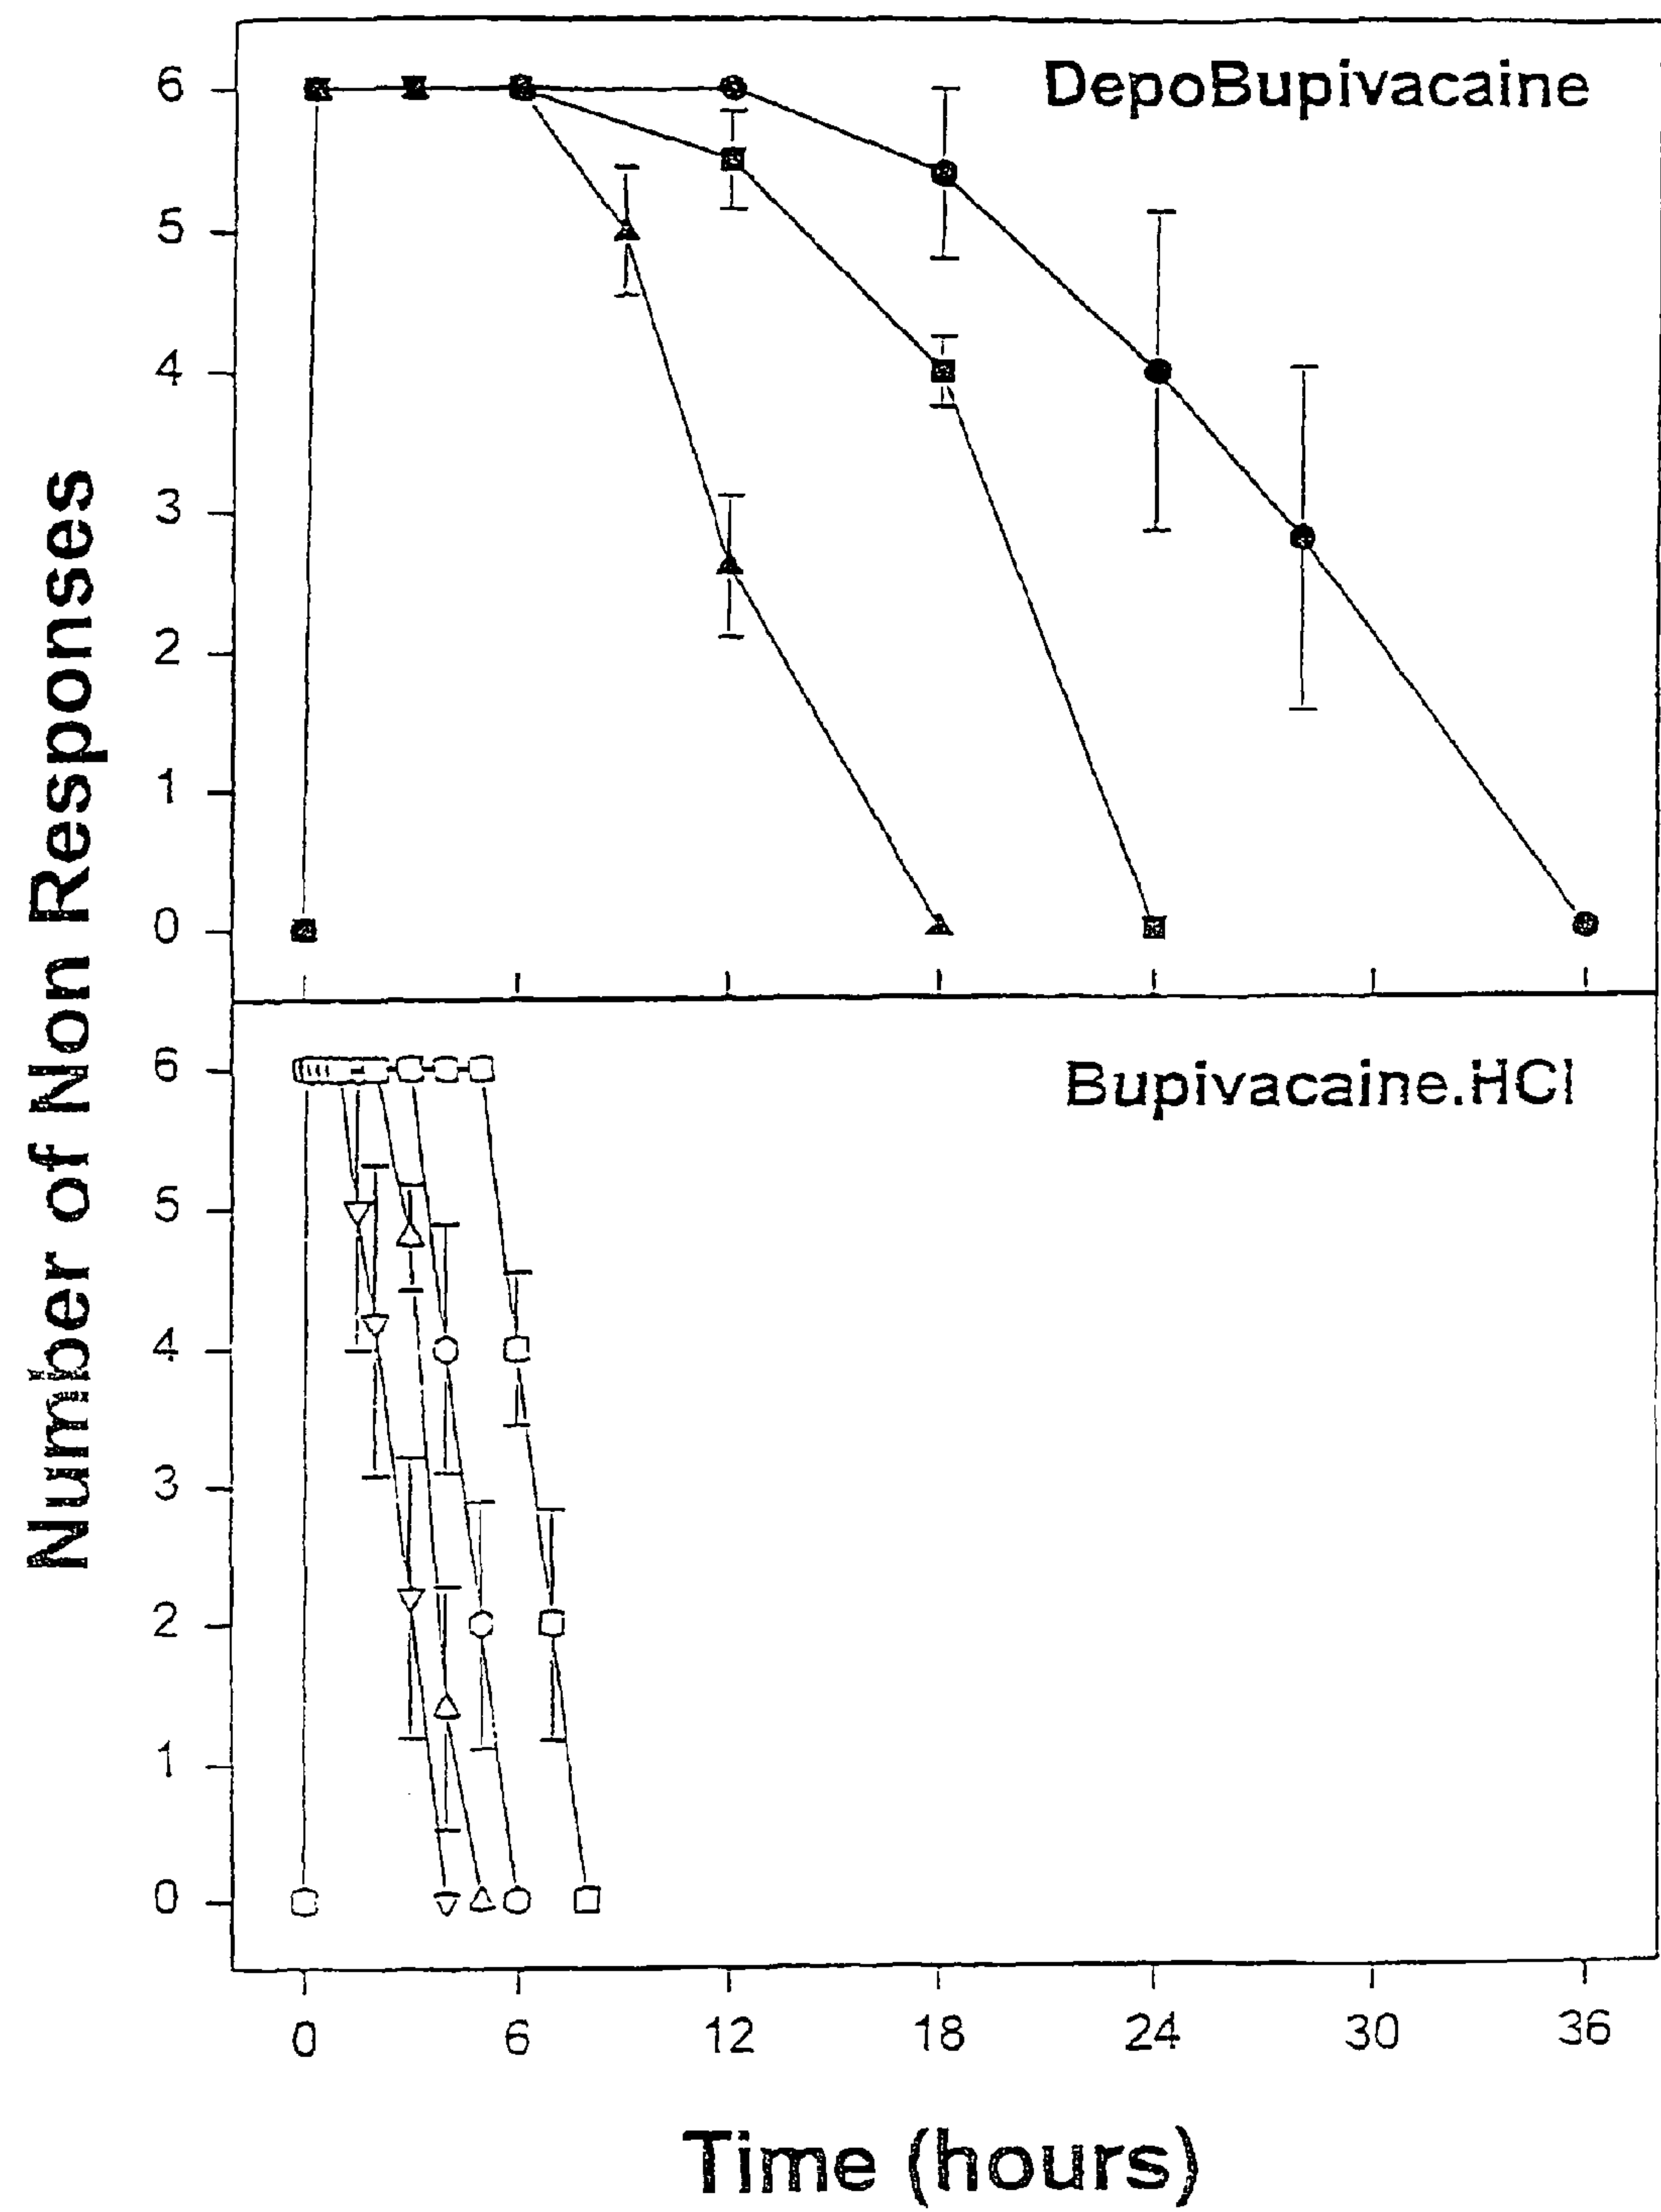 DepoBupivacaine
6
5
4
3
2
1
0
Number of Non Responses
Bupivacaine.HCl
6
5
4
3
2
1
0
0 6 12 18 24 30 36
Time (hours)